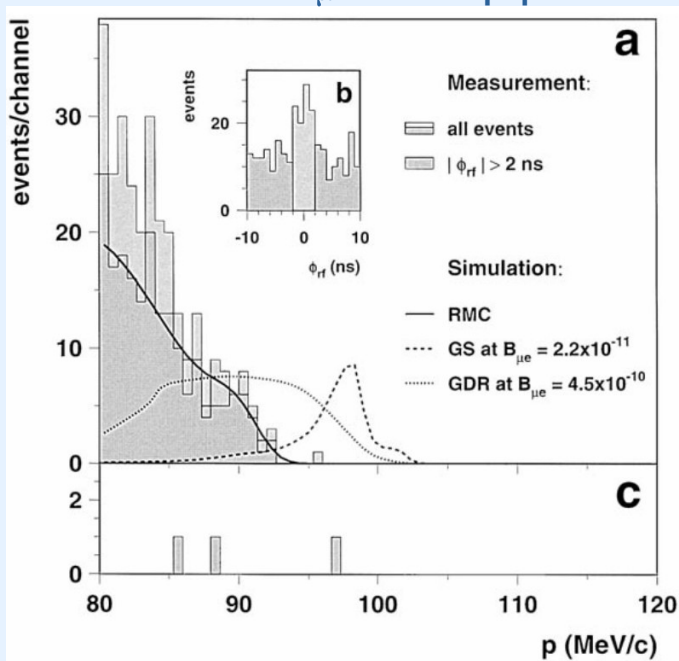 a
events/channel
30
20
10
0
b
events
20
0
-10 0 10
ϕrf (ns)
Measurement:
all events
| ϕrf | > 2 ns
Simulation:
RMC
GS at Bμe = 2.2x10-11
GDR at Bμe = 4.5x10-10
c
2
0
80 90 100 110 120
p (MeV/c)